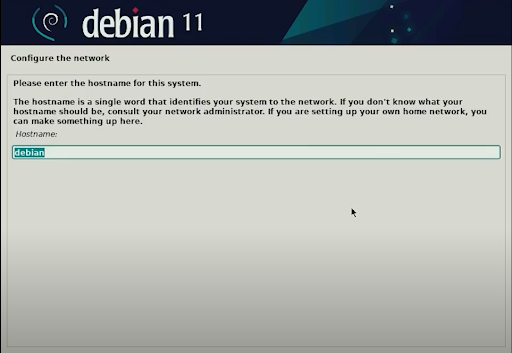 debian 11
Configure the network
Please enter the hostname for this system.
The hostname is a single word that identifies your system to the network. If you don't know what your
hostname should be, consult your network administrator. If you are setting up your own home network, you
can make something up here.
Hostname:
debian